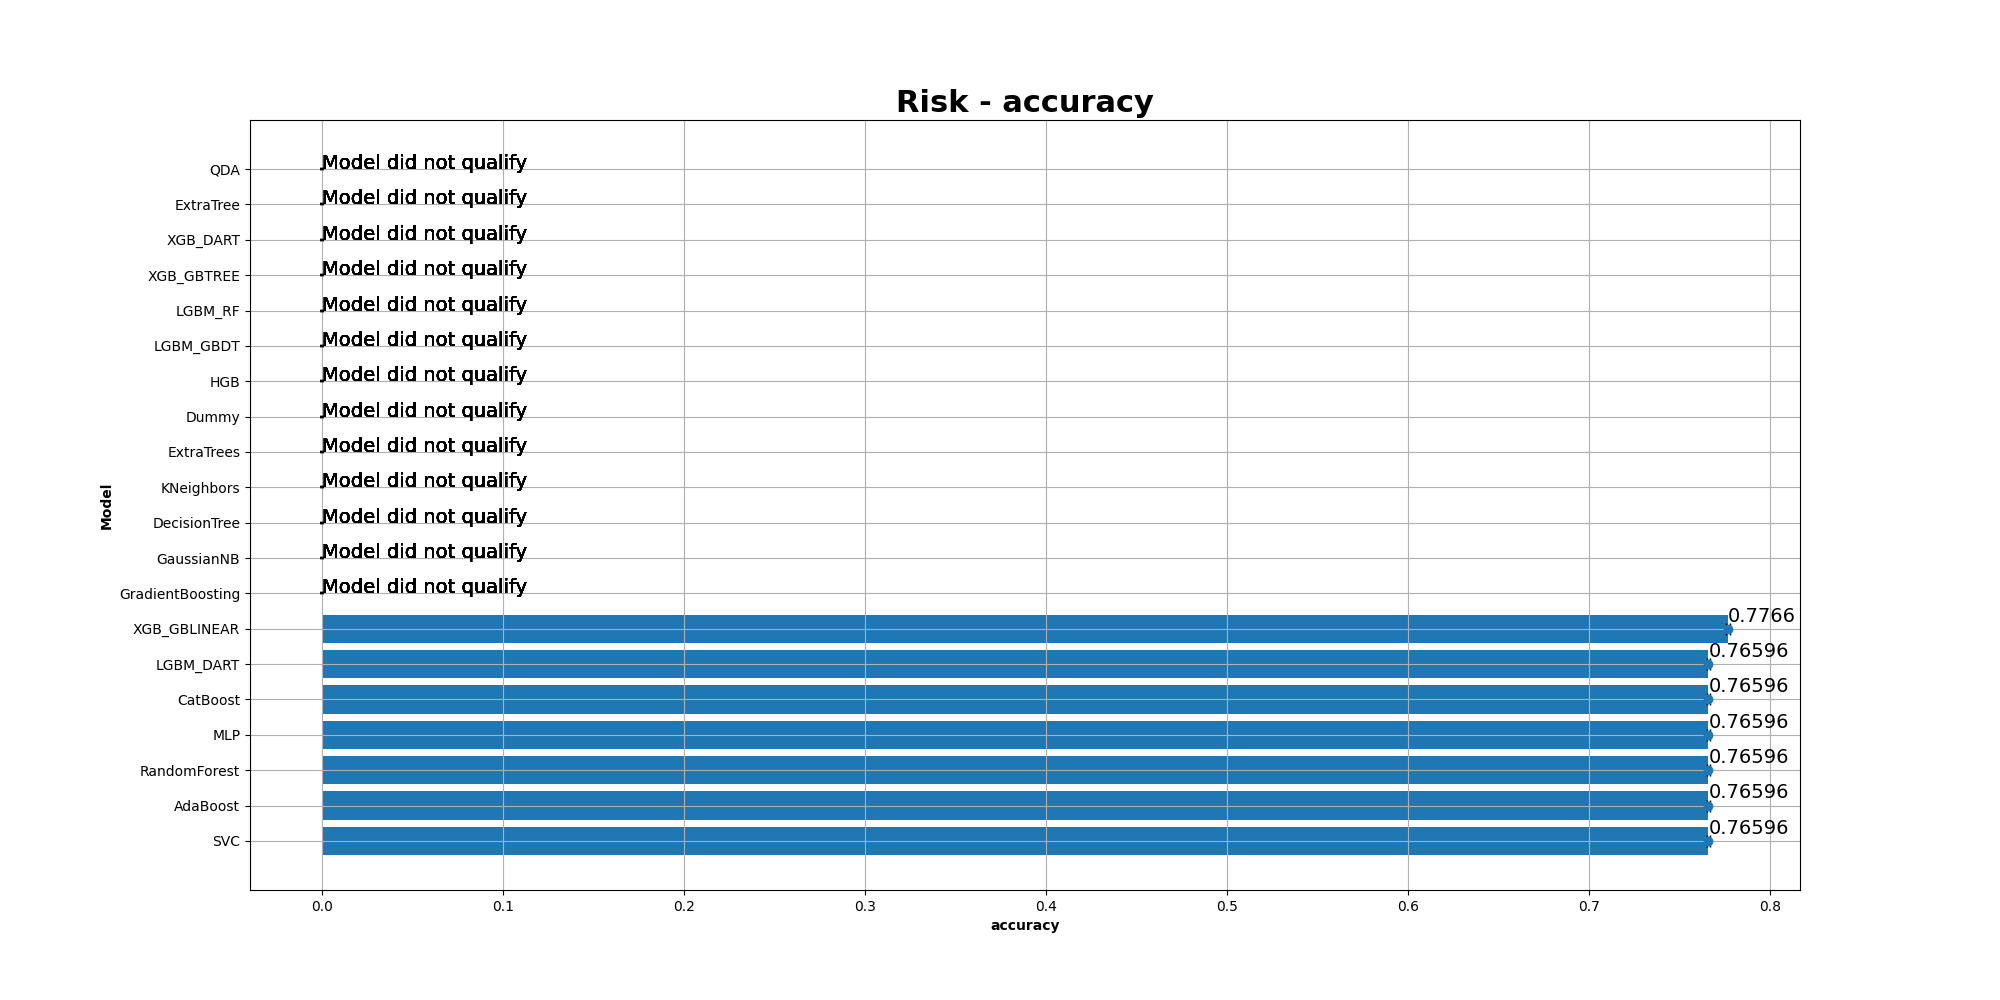 Risk - accuracy
Model
QDA Model did not qualify
ExtraTree Model did not qualify
XGB_DART Model did not qualify
XGB_GBTREE Model did not qualify
LGBM_RF Model did not qualify
LGBM_GBDT Model did not qualify
HGB Model did not qualify
Dummy Model did not qualify
ExtraTrees Model did not qualify
KNeighbors Model did not qualify
DecisionTree Model did not qualify
GaussianNB Model did not qualify
GradientBoosting Model did not qualify
XGB_GBLINEAR 0.7766
LGBM_DART 0.76596
CatBoost 0.76596
MLP 0.76596
RandomForest 0.76596
AdaBoost 0.76596
SVC 0.76596
0.0 0.1 0.2 0.3 0.4 0.5 0.6 0.7 0.8
accuracy